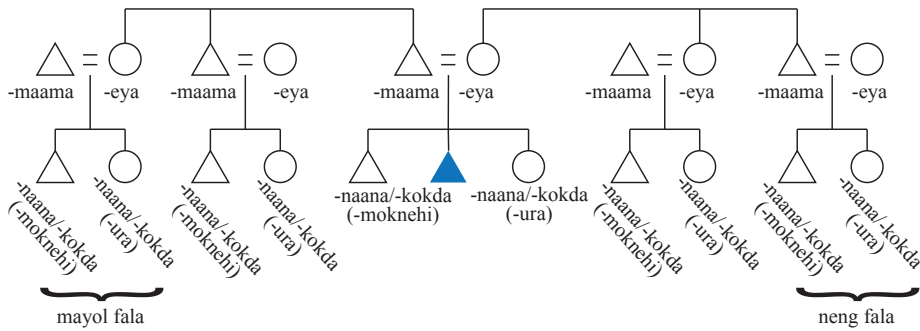 -maama -eya -maama -eya -maama -eya -maama -eya -maama -eya
-naana/-kokda
(-moknehi)
-naana/-kokda
(-ura)
-naana/-kokda
(-moknehi)
-naana/-kokda
(-ura)
-naana/-kokda
(-moknehi)
-naana/-kokda
(-ura)
-naana/-kokda
(-moknehi)
-naana/-kokda
(-ura)
-naana/-kokda
(-moknehi)
-naana/-kokda
(-ura)
mayol fala
neng fala